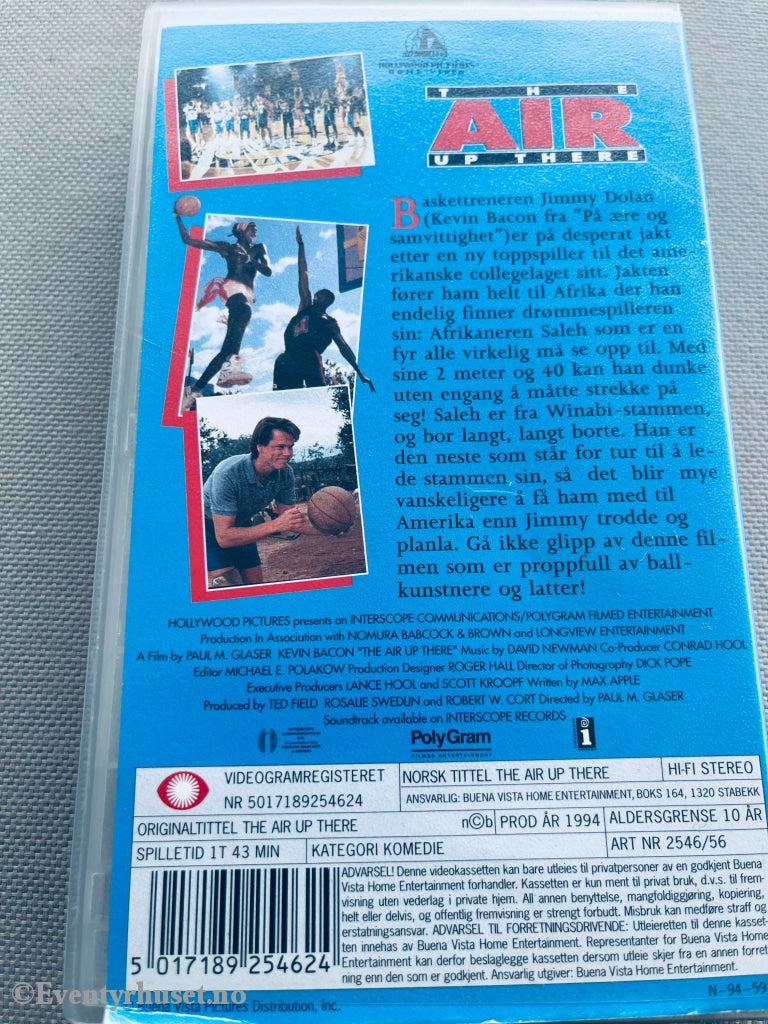 HOLLYWOOD PICTURES
HOME VIDEO
THE
AIR
UP THERE
Baskettreneren Jimmy Dolan
(Kevin Bacon fra "På ære og
samvittighet")er på desperat jakt
etter en ny toppspiller til det ame-
rikanske collegelaget sitt. Jakten
fører ham helt til Afrika der han
endelig finner drømmespilleren
sin: Afrikaneren Saleh som er en
fyr alle virkelig må se opp til. Med
sine 2 meter og 40 kan han dunke
uten engang å måtte strekke på
seg! Saleh er fra Winabi-stammen,
og bor langt, langt borte. Han er
den neste som står for tur til å le-
de stammen sin, så det blir mye
vanskeligere å få ham med til
Amerika enn Jimmy trodde og
planla. Gå ikke glipp av denne fil-
men som er proppfull av ball-
kunstnere og latter!
HOLLYWOOD PICTURES presents an INTERSCOPE COMMUNICATIONS/POLYGRAM FILMED ENTERTAINMENT
Production In Association with NOMURA BABCOCK & BROWN and LONGVIEW ENTERTAINMENT
A Film by PAUL M. GLASER KEVIN BACON "THE AIR UP THERE" Music by DAVID NEWMAN Co-Producer CONRAD HOOL
Editor MICHAEL E. POLAKOW Production Designer ROGER HALL Director of Photography DICK POPE
Executive Producers LANCE HOOL and SCOTT KROOPF Written by MAX APPLE
Produced by TED FIELD ROSALIE SWEDLIN and ROBERT W. CORT Directed by PAUL M. GLASER
Soundtrack available on INTERSCOPE RECORDS
INTERSCOPE
COMMUNICATIONS
NOMURA BABCOCK
& BROWN
PolyGram
FILMED ENTERTAINMENT
i
VIDEOGRAMREGISTERET
NR 5017189254624
NORSK TITTEL THE AIR UP THERE
HI-FI STEREO
ANSVARLIG: BUENA VISTA HOME ENTERTAINMENT, BOKS 164, 1320 STABEKK
ORIGINALTITTEL THE AIR UP THERE
n©b
PROD ÅR 1994
ALDERSGRENSE 10 ÅR
SPILLETID 1T 43 MIN
KATEGORI KOMEDIE
ART NR 2546/56
ADVARSEL! Denne videokassetten kan bare utleies til privatpersoner av en godkjent Buena
Vista Home Entertainment forhandler. Kassetten er kun ment til privat bruk, d.v.s. til frem-
visning uten vederlag i private hjem. All annen benyttelse, mangfoldiggjøring, kopiering,
helt eller delvis, og offentlig fremvisning er strengt forbudt. Misbruk kan medføre straff og
erstatningsansvar. ADVARSEL TIL FORRETNINGSDRIVENDE: Utleieretten til denne kasset-
ten innehas av Buena Vista Home Entertainment. Representanter for Buena Vista Home
Entertainment kan derfor beslaglegge kassetten dersom utleie skjer fra en annen forret-
ning enn den som er godkjent. Ansvarlig utgiver: Buena Vista Home Entertainment.
5 017189 254624
N-94-59
©Eventyrhuset.no
Buena Vista Pictures Distribution, Inc.